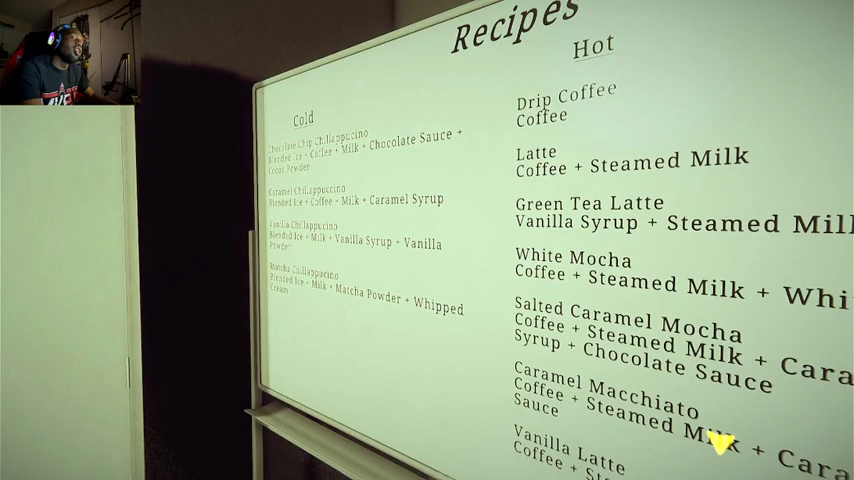 Recipes
Cold
Chocolate Chip Chillappucino
Blended Ice + Coffee + Milk + Chocolate Sauce +
Cocoa Powder
Caramel Chillappuccino
Blended Ice + Coffee + Milk + Caramel Syrup
Vanilla Chillappucino
Blended Ice + Milk + Vanilla Syrup + Vanilla
Powder
Matcha Chillappucino
Blended Ice + Milk + Matcha Powder + Whipped
Cream
Hot
Drip Coffee
Coffee
Latte
Coffee + Steamed Milk
Green Tea Latte
Vanilla Syrup + Steamed Mil
White Mocha
Coffee + Steamed Milk + Whi
Salted Caramel Mocha
Coffee + Steamed Milk + Cara
Syrup + Chocolate Sauce
Caramel Macchiato
Coffee + Steamed Milk + Cara
Sauce
Vanilla Latte
Coffee + Ste